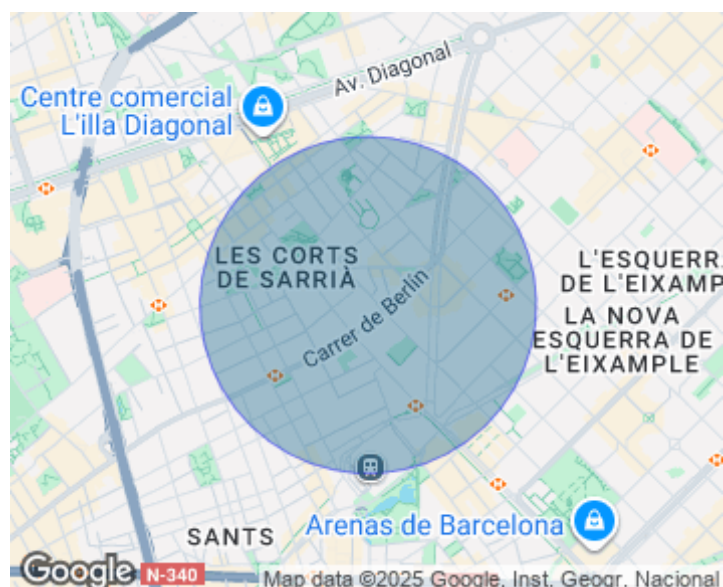 Av. Diagonal
Centre comercial
L'illa Diagonal
LES CORTS
DE SARRIÀ
L'ESQUERR
DE L'EIXAMP
LA NOVA
ESQUERRA DE
L'EIXAMPLE
Carrer de Berlín
SANTS
Arenas de Barcelona
Google
N-340
Map data ©2025 Google, Inst. Geogr. Nacional